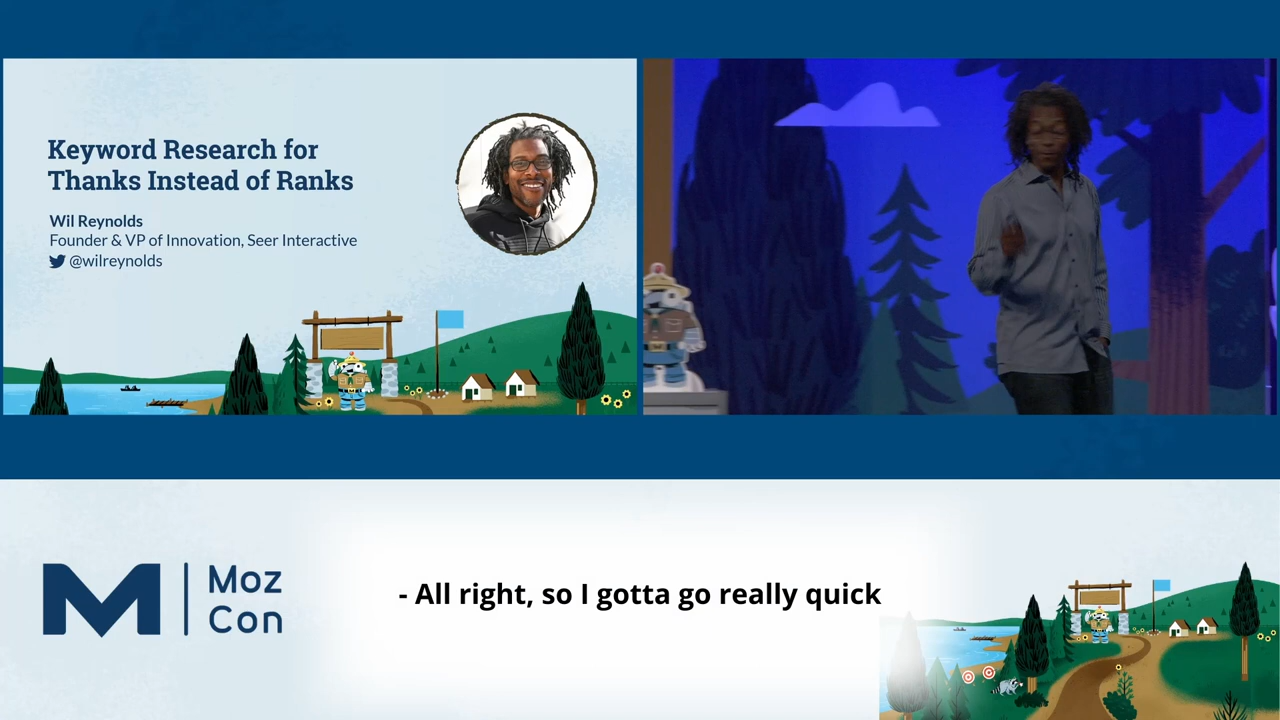 Keyword Research for
Thanks Instead of Ranks
Wil Reynolds
Founder & VP of Innovation, Seer Interactive
@wilreynolds
Moz
Con
- All right, so I gotta go really quick